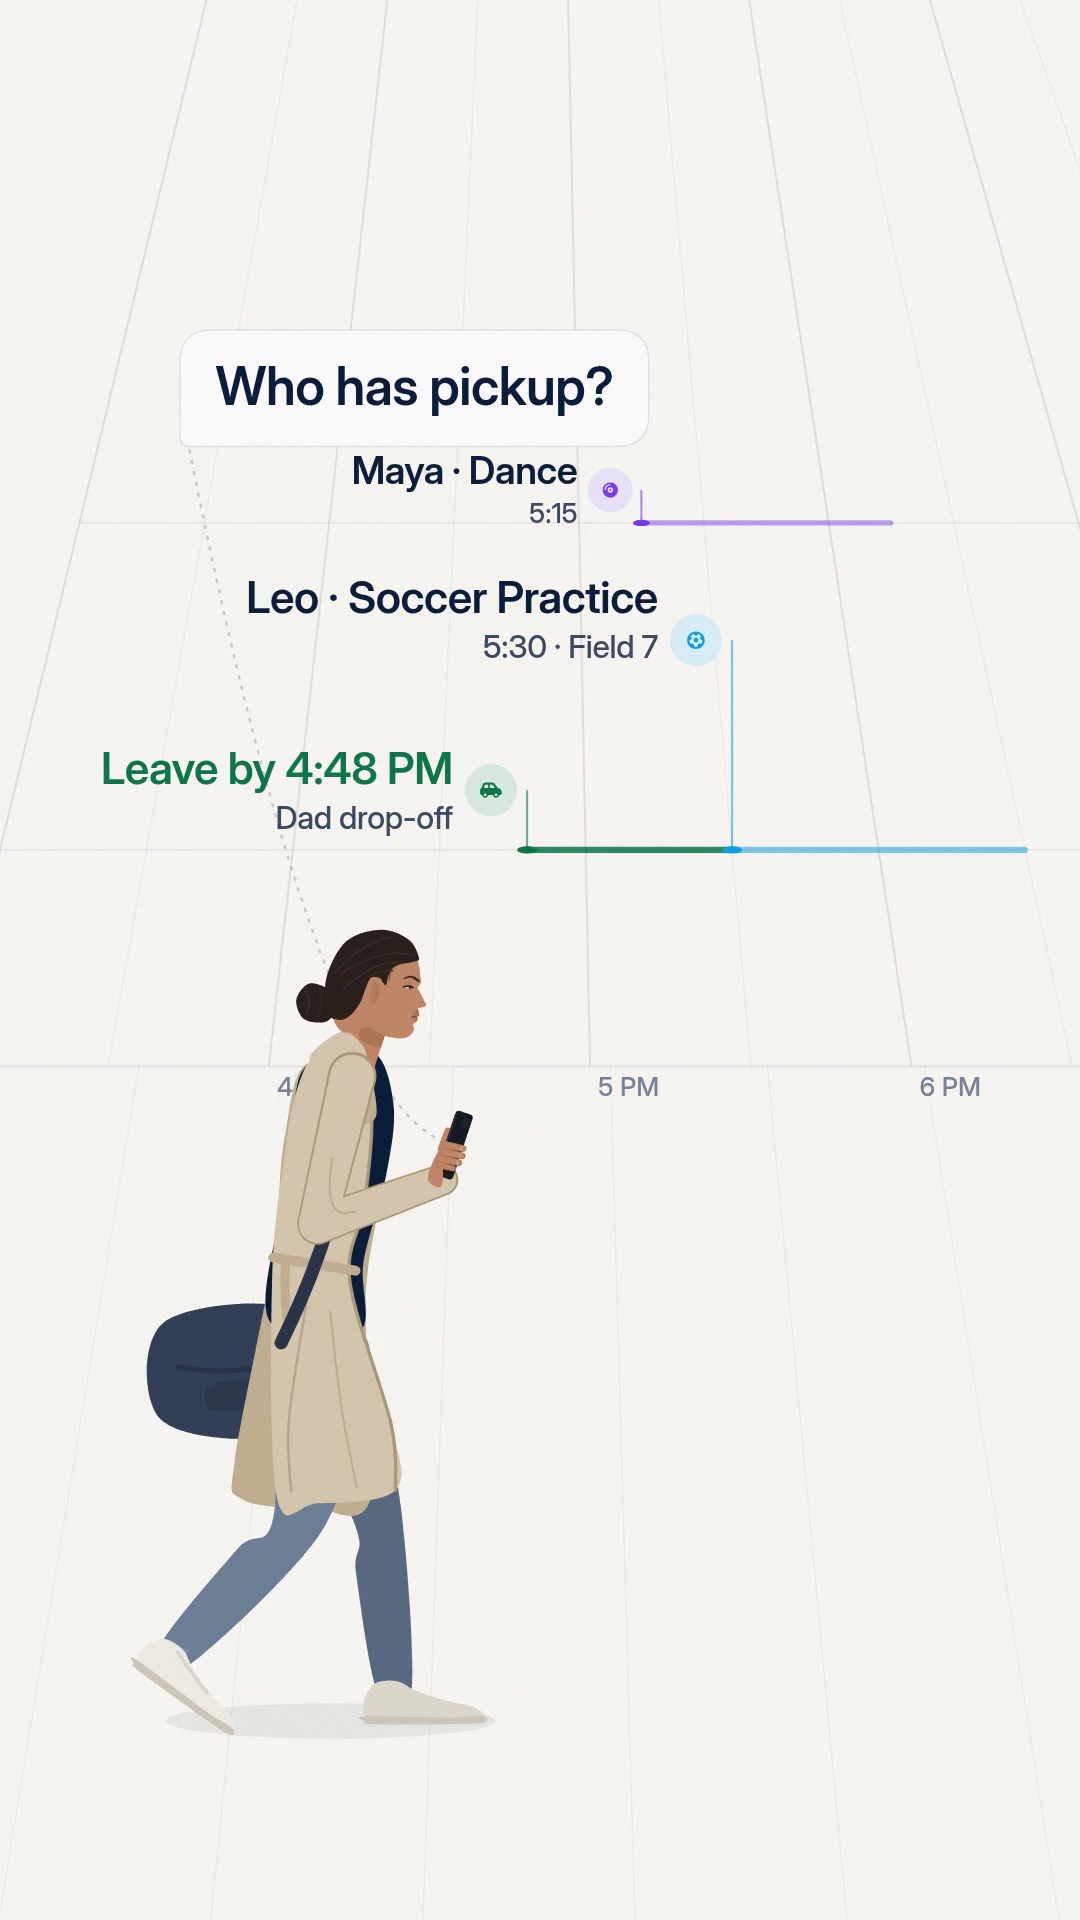 Who has pickup?
Maya · Dance
5:15
Leo · Soccer Practice
5:30 · Field 7
Leave by 4:48 PM
Dad drop-off
4
5 PM
6 PM